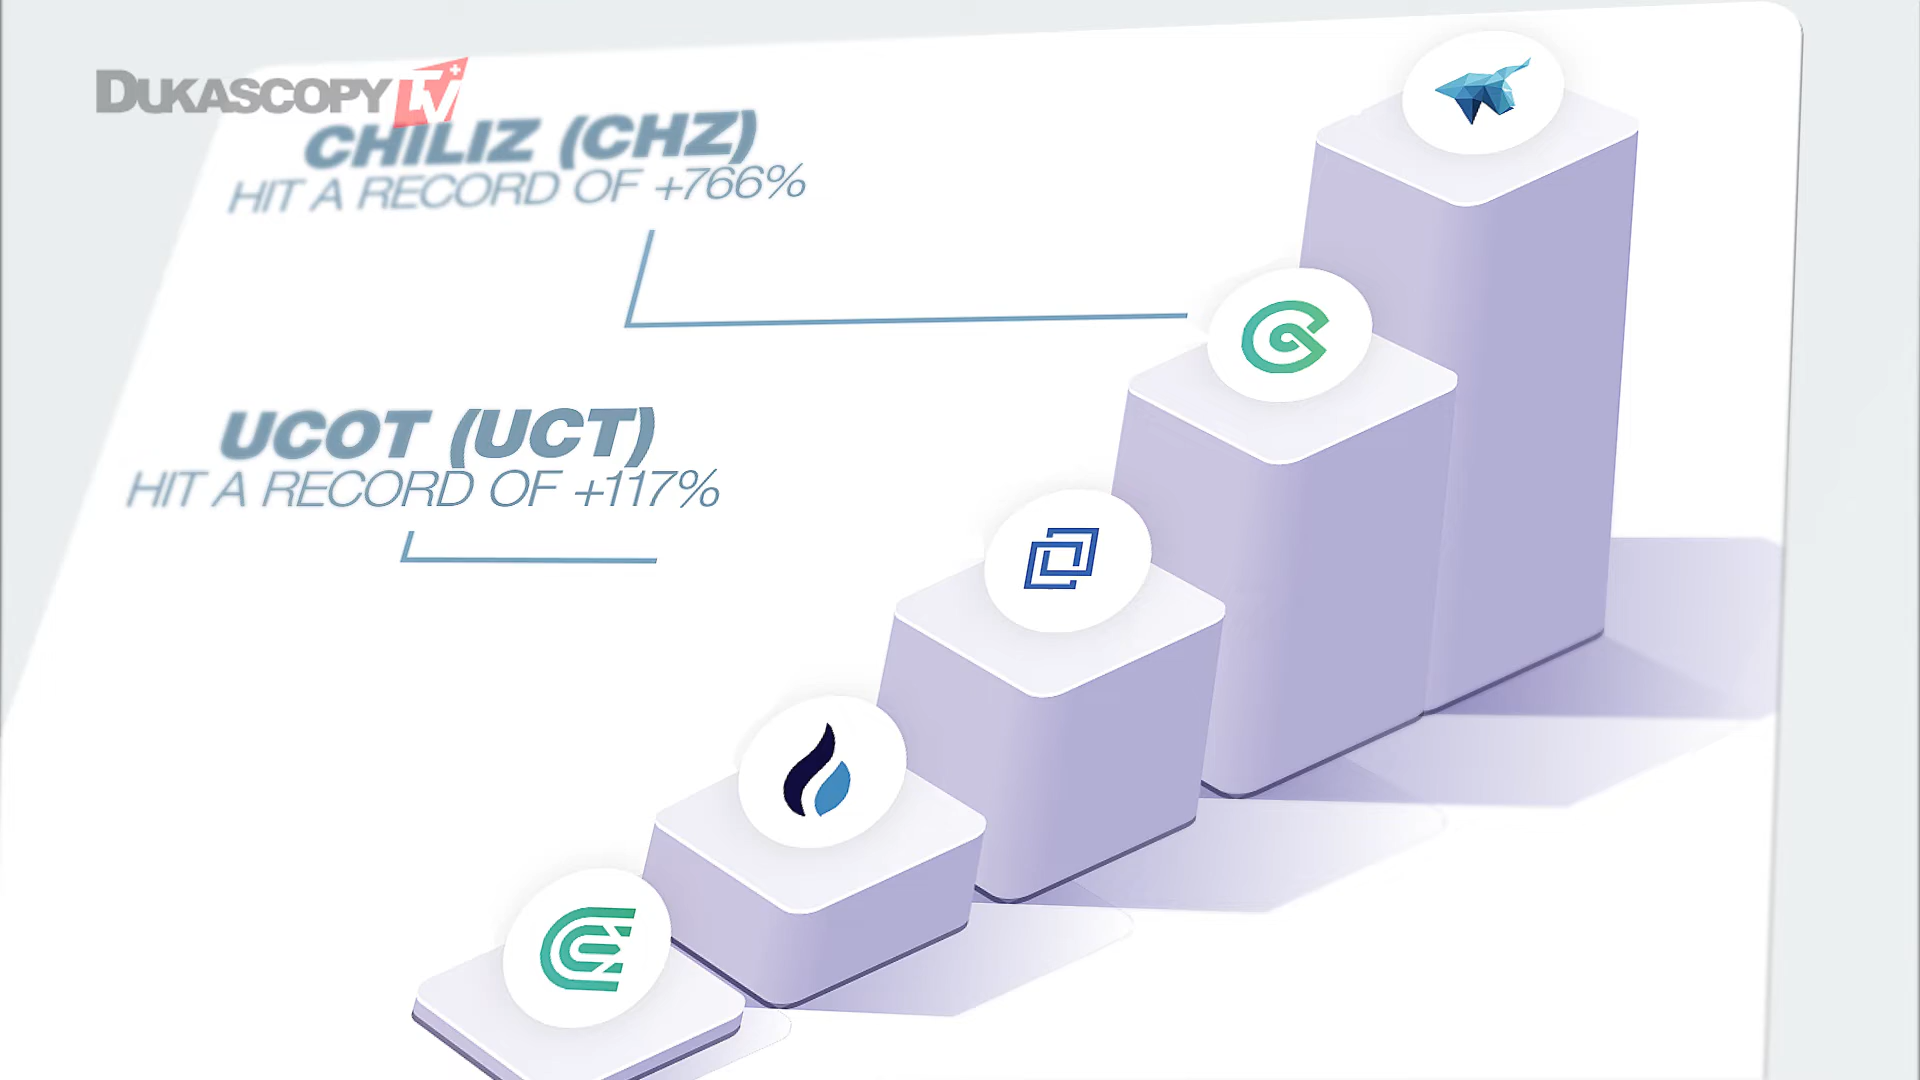 DUKASCOPY TV
CHILIZ (CHZ)
HIT A RECORD OF +766%
UCOT (UCT)
HIT A RECORD OF +117%